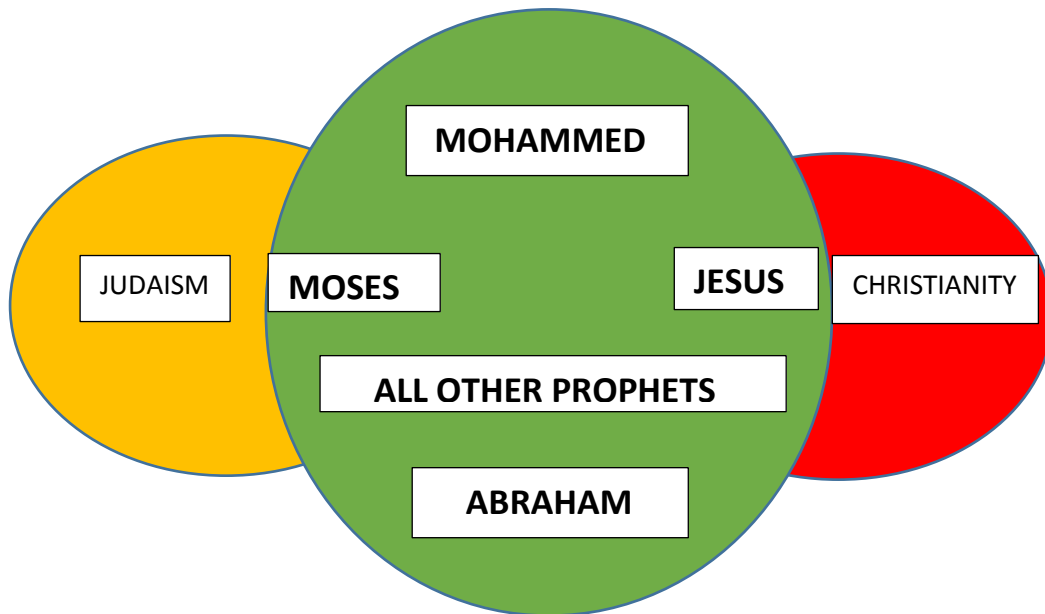 MOHAMMED
JUDAISM
MOSES
JESUS
CHRISTIANITY
ALL OTHER PROPHETS
ABRAHAM